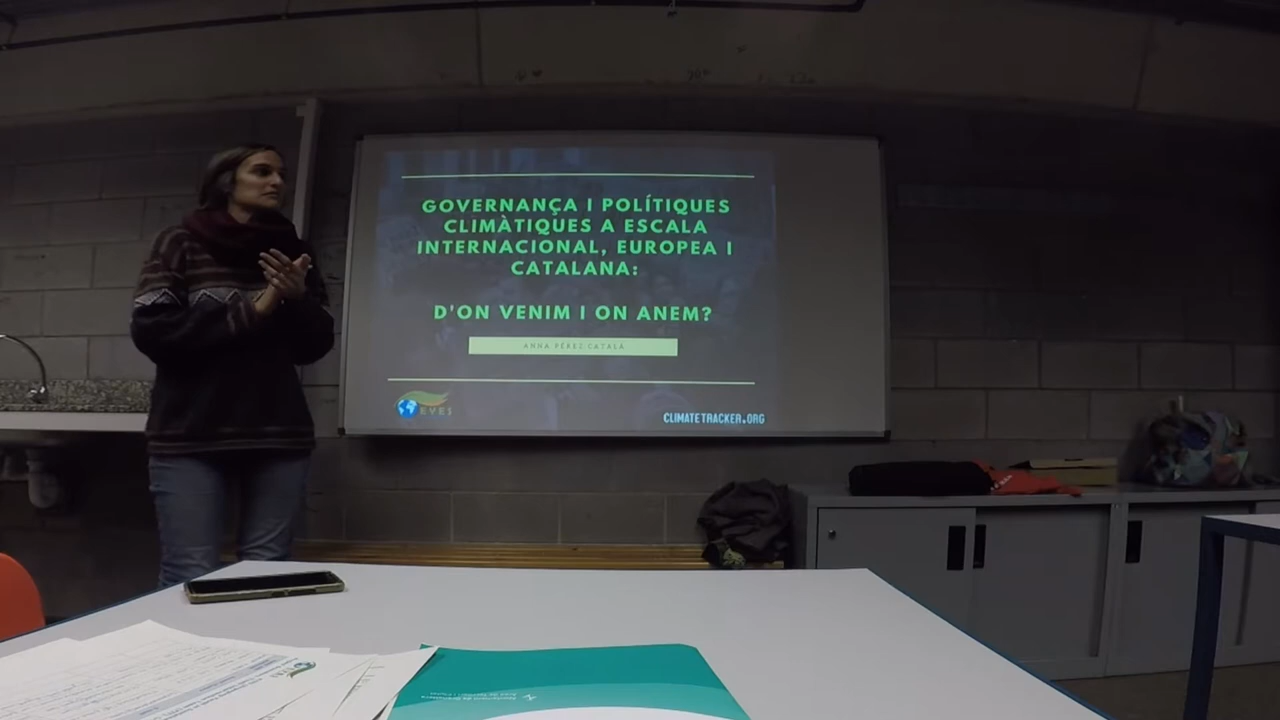 GOVERNANÇA I POLÍTIQUES
CLIMÀTIQUES A ESCALA
INTERNACIONAL, EUROPEA I
CATALANA:
D'ON VENIM I ON ANEM?
ANNA PÉREZ CATALÀ
EYES
CLIMATETRACKER.ORG